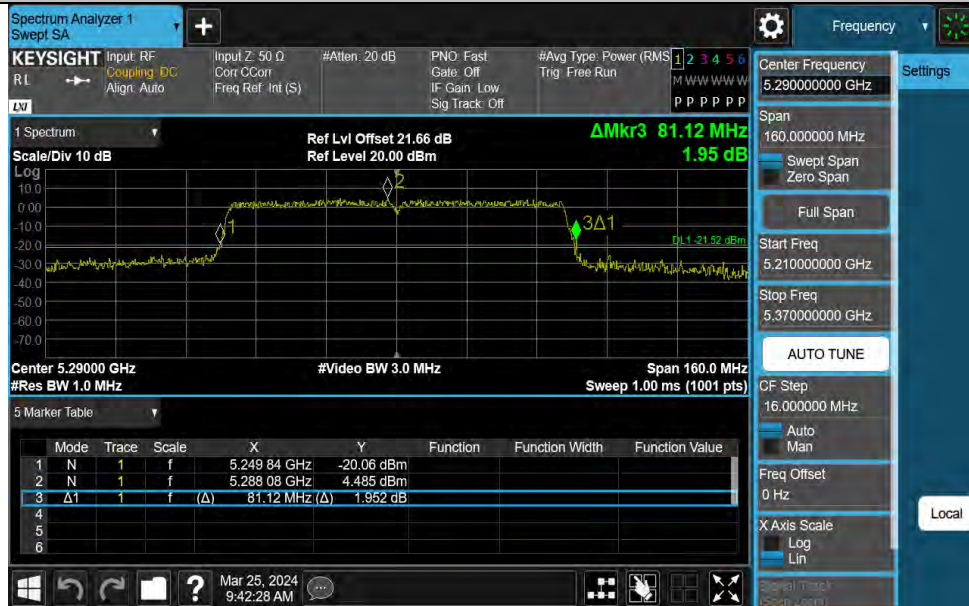 Spectrum Analyzer 1
Swept SA
Frequency
KEYSIGHT
RL
LXI
Input: RF
Coupling: DC
Align: Auto
Input Z: 50 Ω
Corr CCorr
Freq Ref: Int (S)
#Atten: 20 dB
PNO: Fast
Gate: Off
IF Gain: Low
Sig Track: Off
#Avg Type: Power (RMS
Trig: Free Run
1 2 3 4 5 6
M W W W W W
P P P P P P
Center Frequency
5.290000000 GHz
Settings
Span
160.000000 MHz
Swept Span
Zero Span
Full Span
Start Freq
5.210000000 GHz
Stop Freq
5.370000000 GHz
AUTO TUNE
CF Step
16.000000 MHz
Auto
Man
Freq Offset
0 Hz
X Axis Scale
Log
Lin
Local
1 Spectrum
Scale/Div 10 dB
Ref Lvl Offset 21.66 dB
Ref Level 20.00 dBm
ΔMkr3 81.12 MHz
1.95 dB
Log
10.0
0.00
-10.0
-20.0
-30.0
-40.0
-50.0
-60.0
-70.0
1
2
3Δ1
DL1 -21.52 dBm
Center 5.29000 GHz
#Video BW 3.0 MHz
Span 160.0 MHz
#Res BW 1.0 MHz
Sweep 1.00 ms (1001 pts)
5 Marker Table
Mode Trace Scale X Y Function Function Width Function Value
1 N 1 f 5.249 84 GHz -20.06 dBm
2 N 1 f 5.288 08 GHz 4.485 dBm
3 Δ1 1 f (Δ) 81.12 MHz (Δ) 1.952 dB
4
5
6
?
Mar 25, 2024
9:42:28 AM